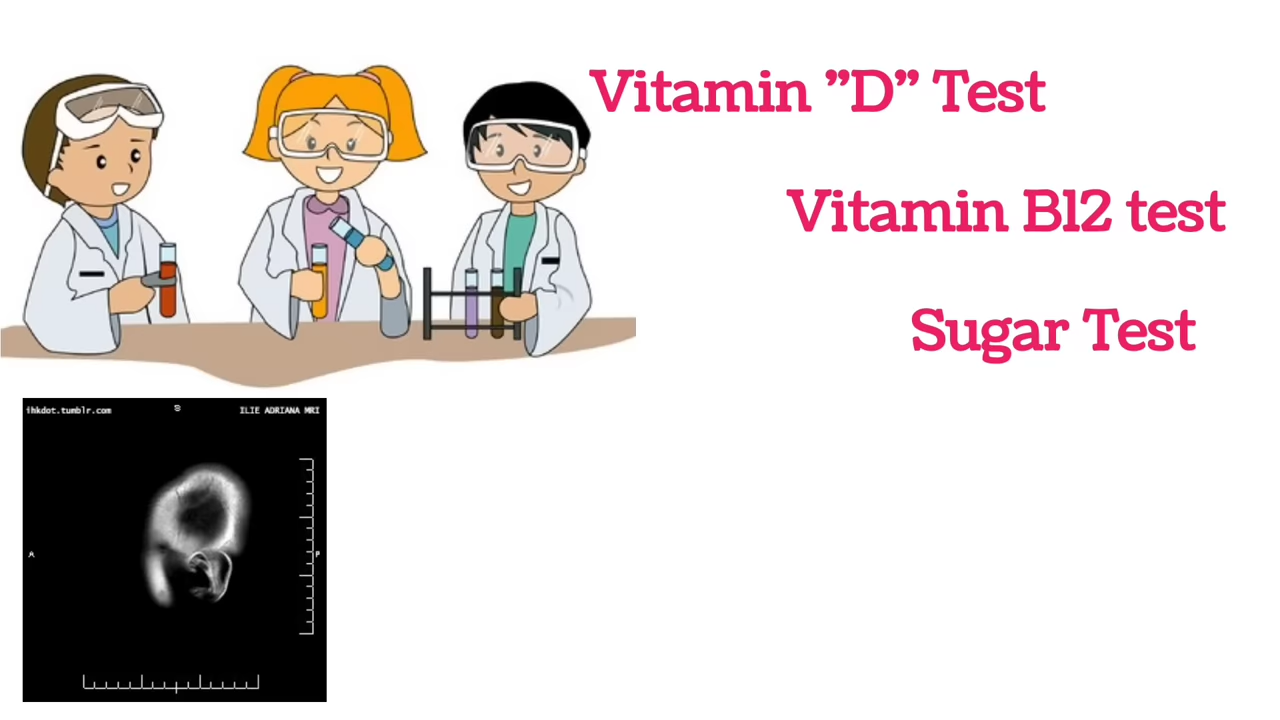 Vitamin ”D” Test
Vitamin B12 test
Sugar Test
ihkdot.tumblr.com
S
ILIE ADRIANA MRI
A
P